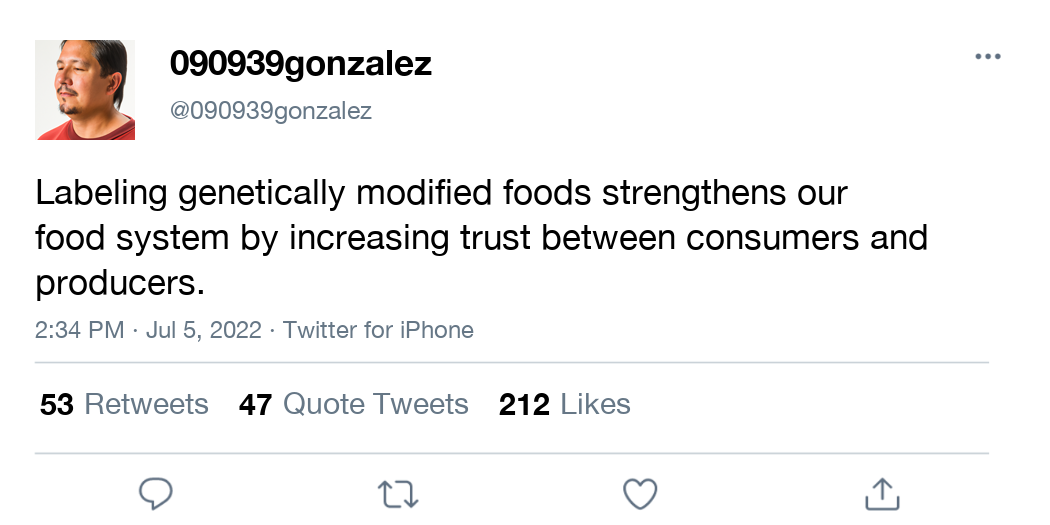 090939gonzalez
@090939gonzalez
Labeling genetically modified foods strengthens our
food system by increasing trust between consumers and
producers.
2:34 PM · Jul 5, 2022 · Twitter for iPhone
53 Retweets 47 Quote Tweets 212 Likes